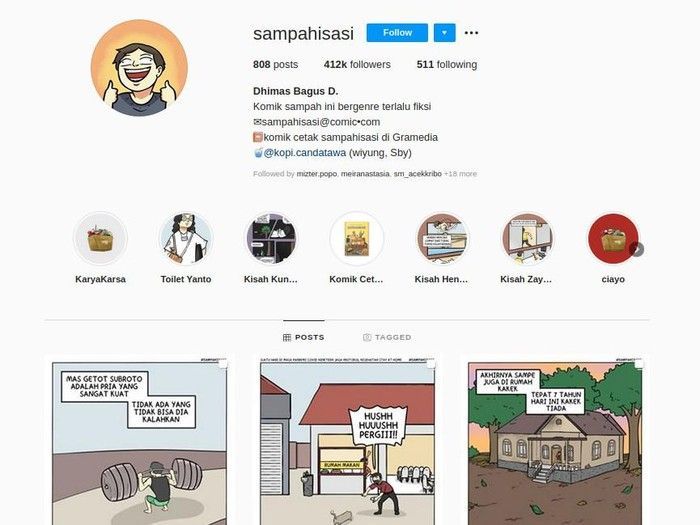 sampahisasi
Follow
808 posts 412k followers 511 following
Dhimas Bagus D.
Komik sampah ini bergenre terlalu fiksi
✉sampahisasi@comic•com
📕komik cetak sampahisasi di Gramedia
🥤@kopi.candatawa (wiyung, Sby)
Followed by mizter.popo, meiranastasia, sm_acekkribo +18 more
KaryaKarsa
Toilet Yanto
Kisah Kun...
Komik Cet...
Kisah Hen...
Kisah Zay...
ciayo
POSTS
TAGGED
MAS GETOT SUBROTO
ADALAH PRIA YANG
SANGAT KUAT
TIDAK ADA YANG
TIDAK BISA DIA
KALAHKAN
HUSHH
HUUUSHH
PERGIII!!
RUMAH MAKAN
AKHIRNYA SAMPE
JUGA DI RUMAH
KAKEK
TEPAT 7 TAHUN
HARI INI KAKEK
TIADA